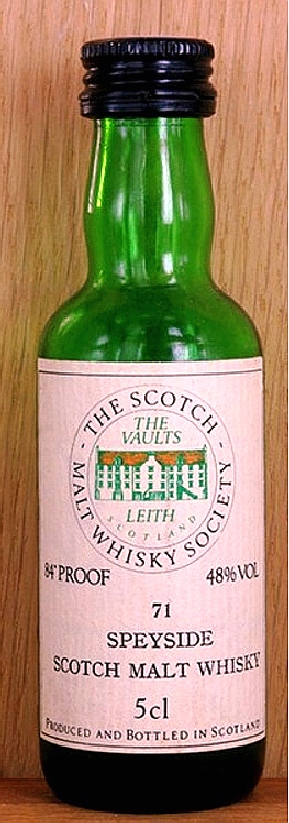 - THE SCOTCH -
MALT WHISKY SOCIETY
THE
VAULTS
LEITH
SCOTLAND
84° PROOF
48% VOL
71
SPEYSIDE
SCOTCH MALT WHISKY
5cl
PRODUCED AND BOTTLED IN SCOTLAND